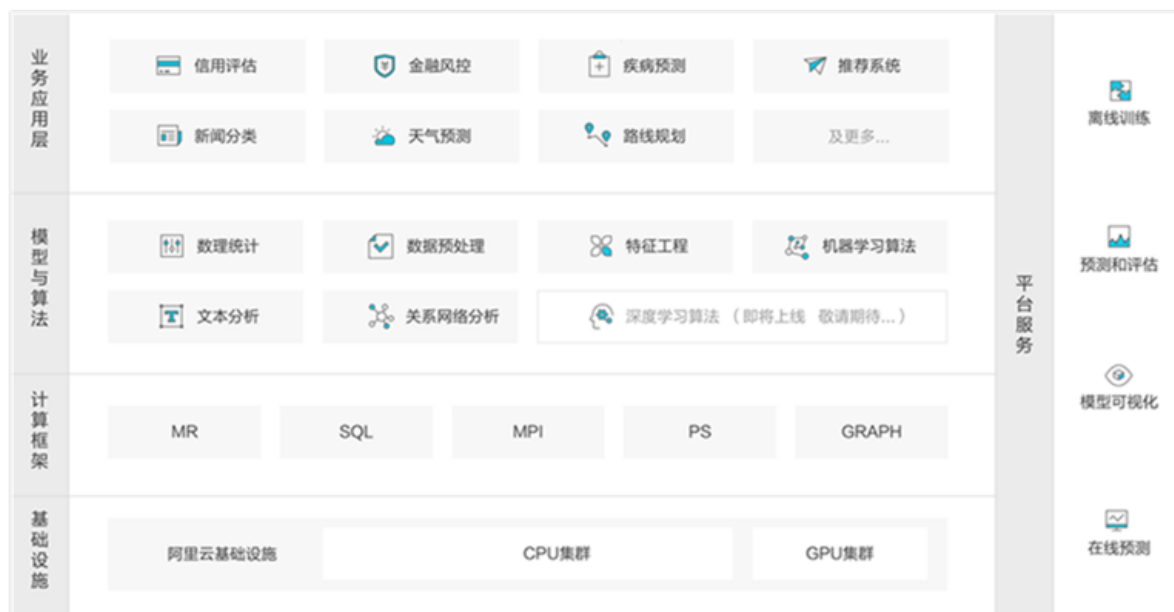 业务应用层
信用评估
金融风控
疾病预测
推荐系统
新闻分类
天气预测
路线规划
及更多...
模型与算法
数理统计
数据预处理
特征工程
机器学习算法
文本分析
关系网络分析
深度学习算法 （即将上线 敬请期待...）
计算框架
MR
SQL
MPI
PS
GRAPH
基础设施
阿里云基础设施
CPU集群
GPU集群
平台服务
离线训练
预测和评估
模型可视化
在线预测